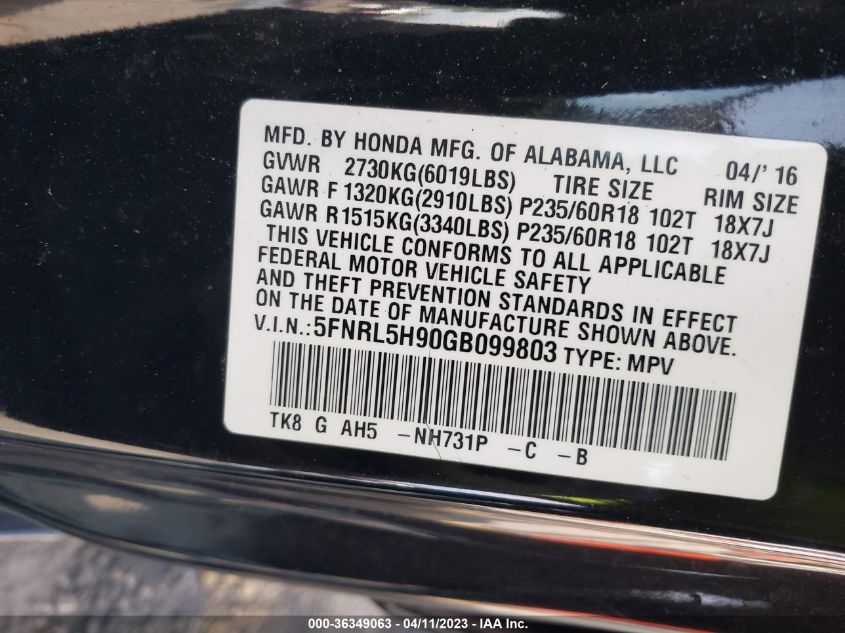 MFD. BY HONDA MFG. OF ALABAMA, LLC 04/' 16
GVWR 2730KG(6019LBS) TIRE SIZE RIM SIZE
GAWR F 1320KG(2910LBS) P235/60R18 102T 18X7J
GAWR R1515KG(3340LBS) P235/60R18 102T 18X7J
THIS VEHICLE CONFORMS TO ALL APPLICABLE
FEDERAL MOTOR VEHICLE SAFETY
AND THEFT PREVENTION STANDARDS IN EFFECT
ON THE DATE OF MANUFACTURE SHOWN ABOVE.
V.I.N.:5FNRL5H90GB099803 TYPE: MPV
TK8 G AH5 -NH731P -C -B
000-36349063 - 04/11/2023 - IAA Inc.